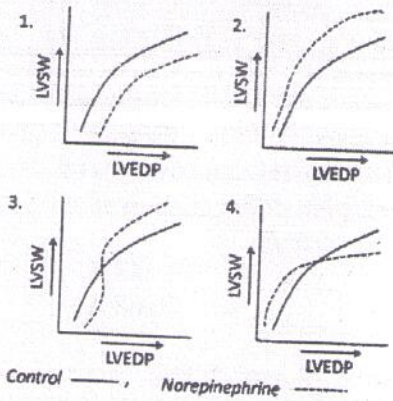 1.
LVSW
LVEDP
2.
LVSW
LVEDP
3.
LVSW
LVEDP
4.
LVSW
LVEDP
Control ——— , Norepinephrine ------